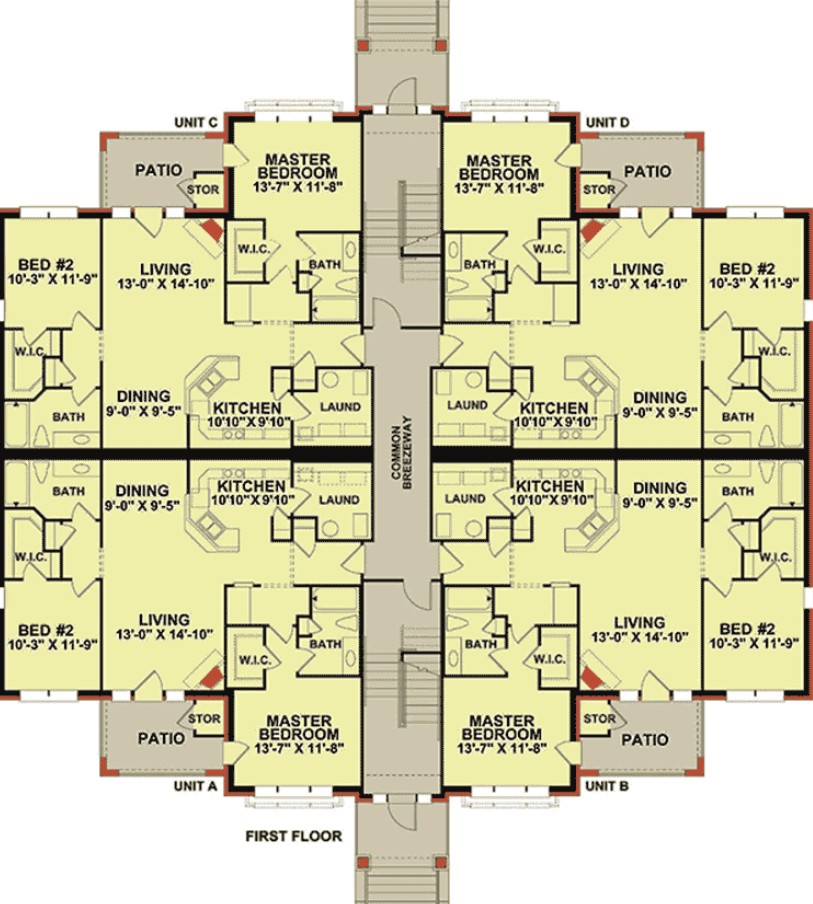 UNIT C
UNIT D
PATIO
STOR
MASTER
BEDROOM
13'-7" X 11'-8"
MASTER
BEDROOM
13'-7" X 11'-8"
PATIO
STOR
BED #2
10'-3" X 11'-9"
LIVING
13'-0" X 14'-10"
W.I.C.
BATH
BATH
W.I.C.
LIVING
13'-0" X 14'-10"
BED #2
10'-3" X 11'-9"
W.I.C.
BATH
DINING
9'-0" X 9'-5"
KITCHEN
10'10" X 9'10"
LAUND
COMMON
BREEZEWAY
LAUND
KITCHEN
10'10" X 9'10"
DINING
9'-0" X 9'-5"
W.I.C.
BATH
BATH
DINING
9'-0" X 9'-5"
KITCHEN
10'10" X 9'10"
LAUND
LAUND
KITCHEN
10'10" X 9'10"
DINING
9'-0" X 9'-5"
BATH
W.I.C.
W.I.C.
BED #2
10'-3" X 11'-9"
LIVING
13'-0" X 14'-10"
W.I.C.
BATH
BATH
W.I.C.
LIVING
13'-0" X 14'-10"
BED #2
10'-3" X 11'-9"
PATIO
STOR
MASTER
BEDROOM
13'-7" X 11'-8"
MASTER
BEDROOM
13'-7" X 11'-8"
STOR
PATIO
UNIT A
UNIT B
FIRST FLOOR